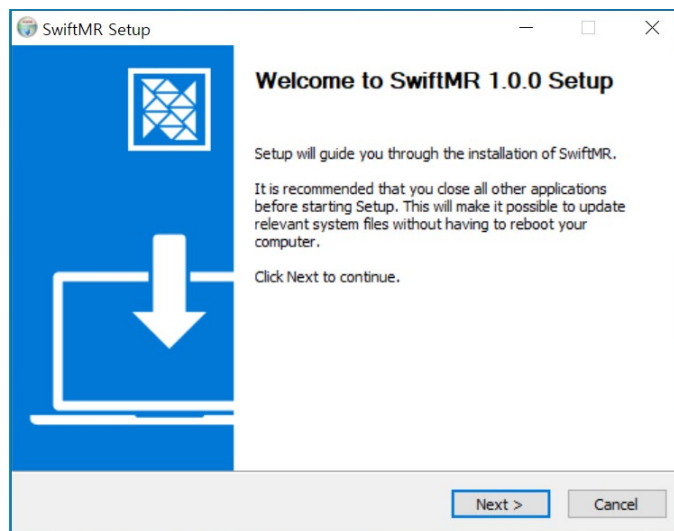 SwiftMR Setup
Welcome to SwiftMR 1.0.0 Setup
Setup will guide you through the installation of SwiftMR.
It is recommended that you close all other applications
before starting Setup. This will make it possible to update
relevant system files without having to reboot your
computer.
Click Next to continue.
Next >
Cancel